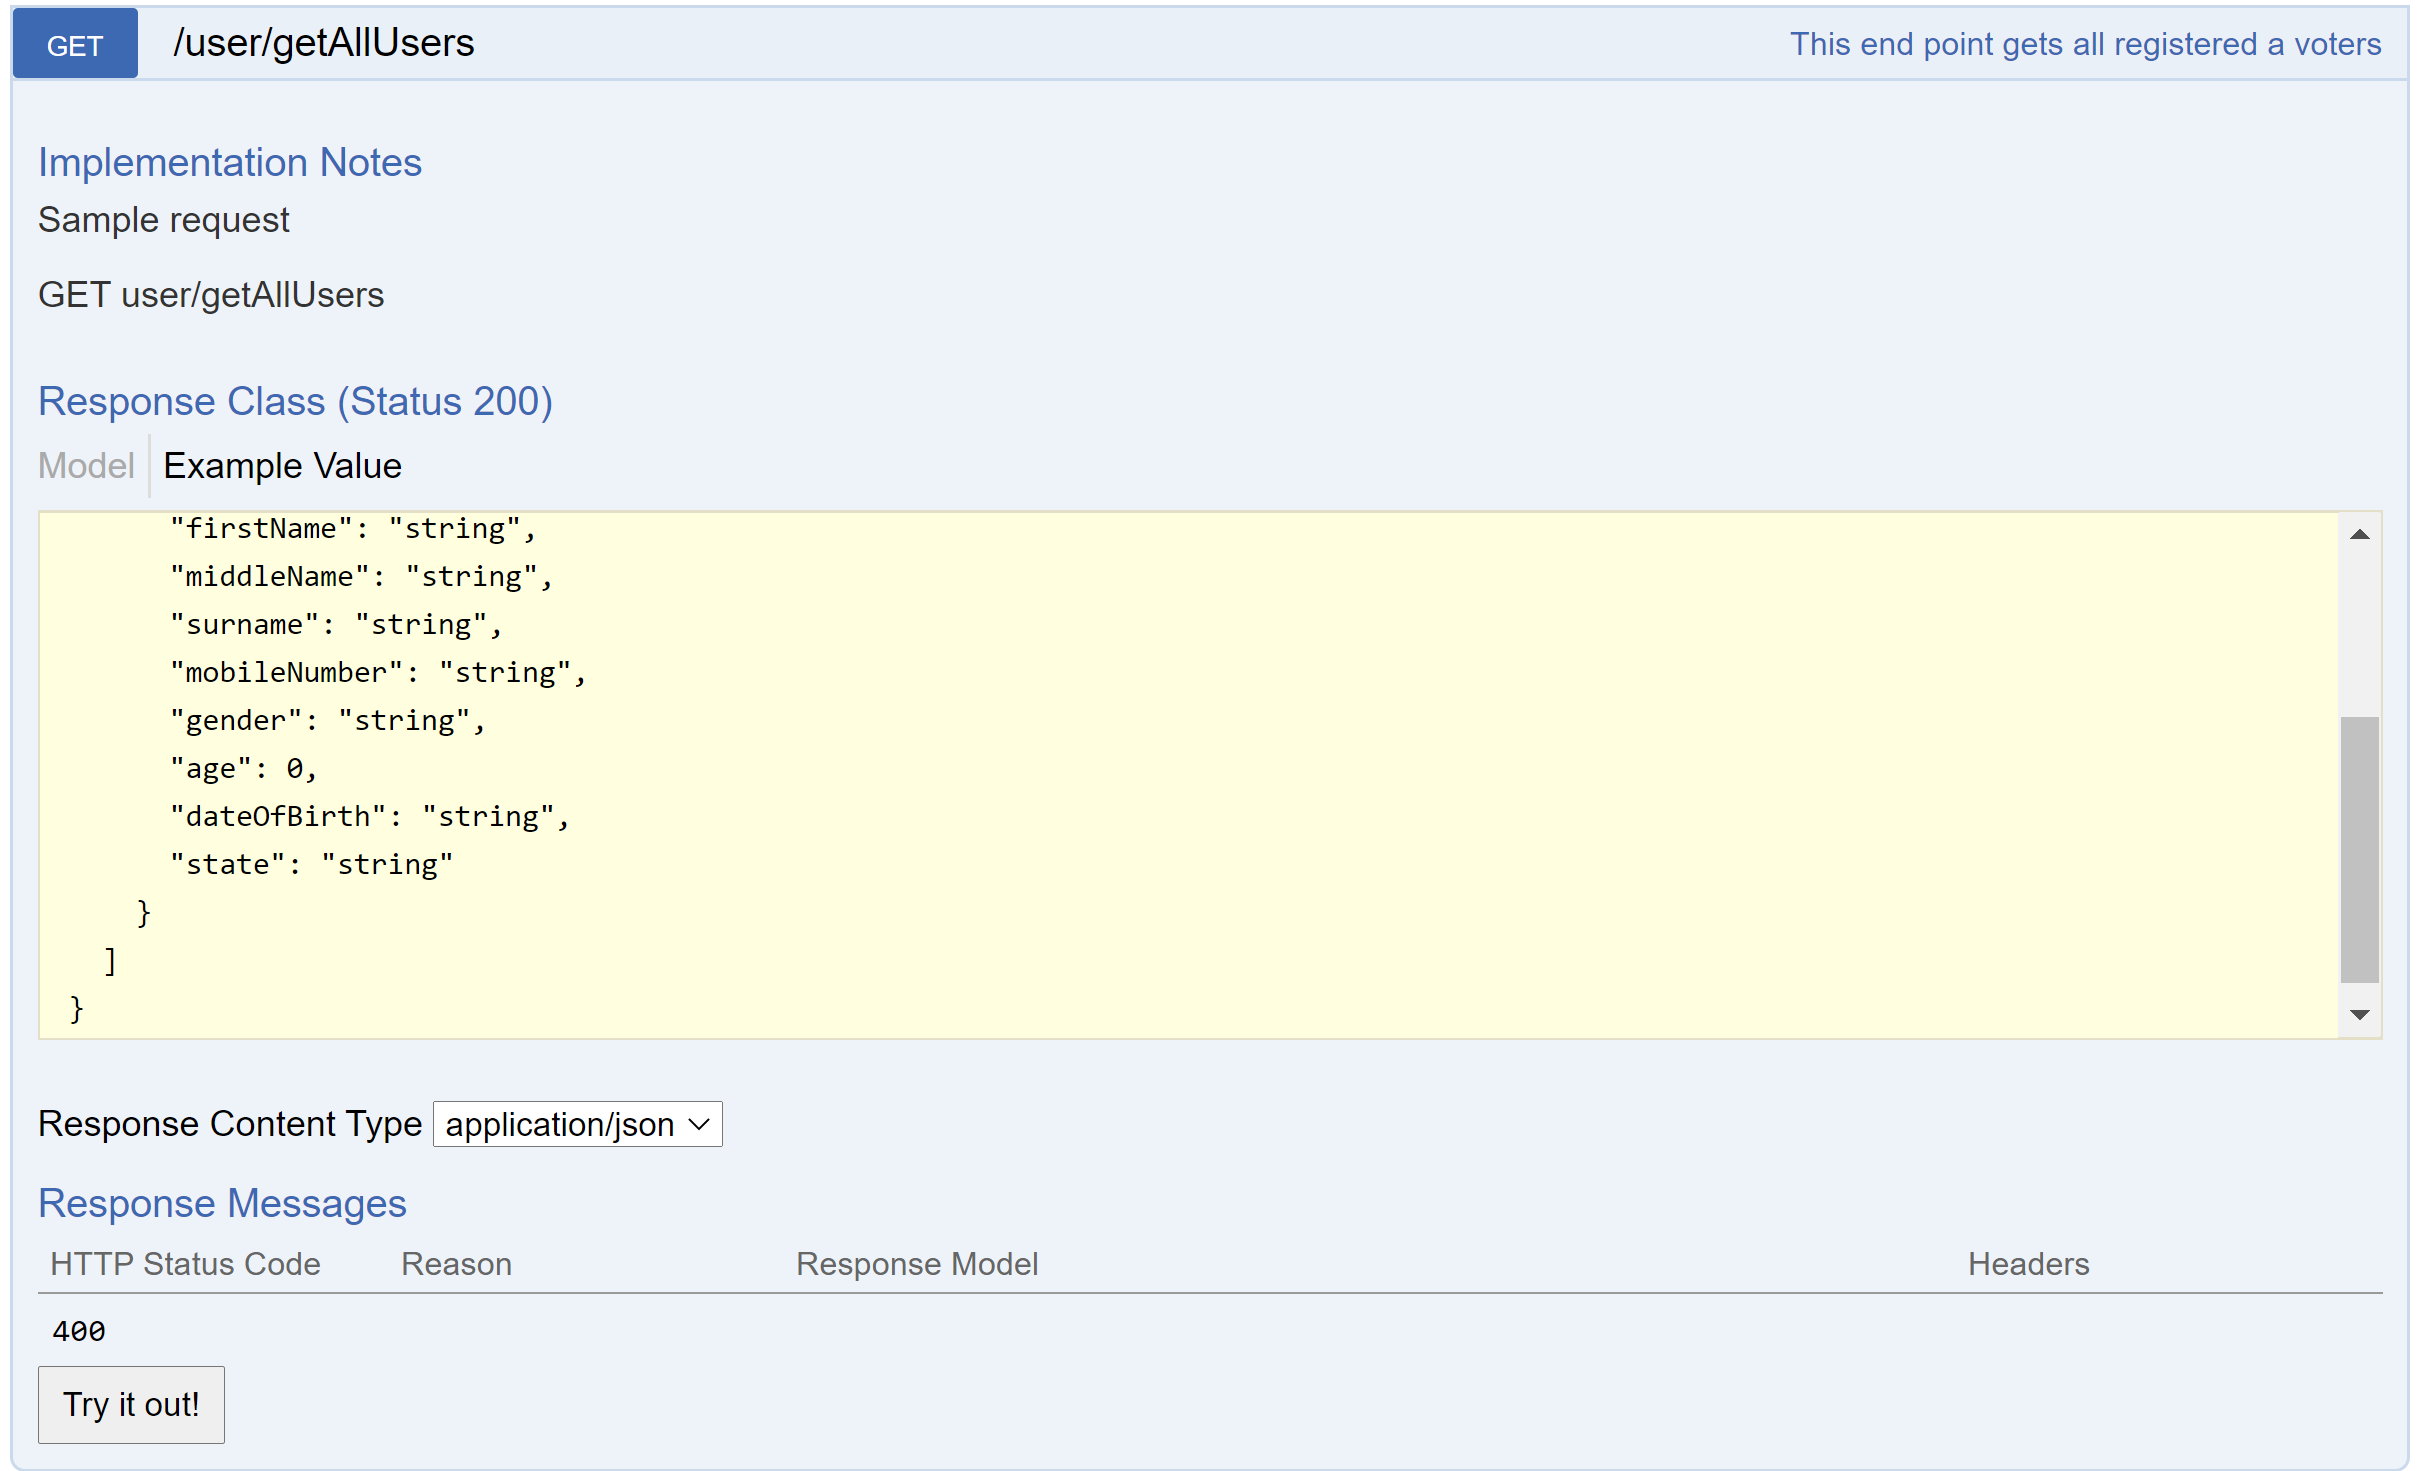 GET /user/getAllUsers This end point gets all registered a voters
Implementation Notes
Sample request
GET user/getAllUsers
Response Class (Status 200)
Model Example Value
"firstName": "string",
"middleName": "string",
"surname": "string",
"mobileNumber": "string",
"gender": "string",
"age": 0,
"dateOfBirth": "string",
"state": "string"
}
]
}
Response Content Type application/json
Response Messages
HTTP Status Code Reason Response Model Headers
400
Try it out!